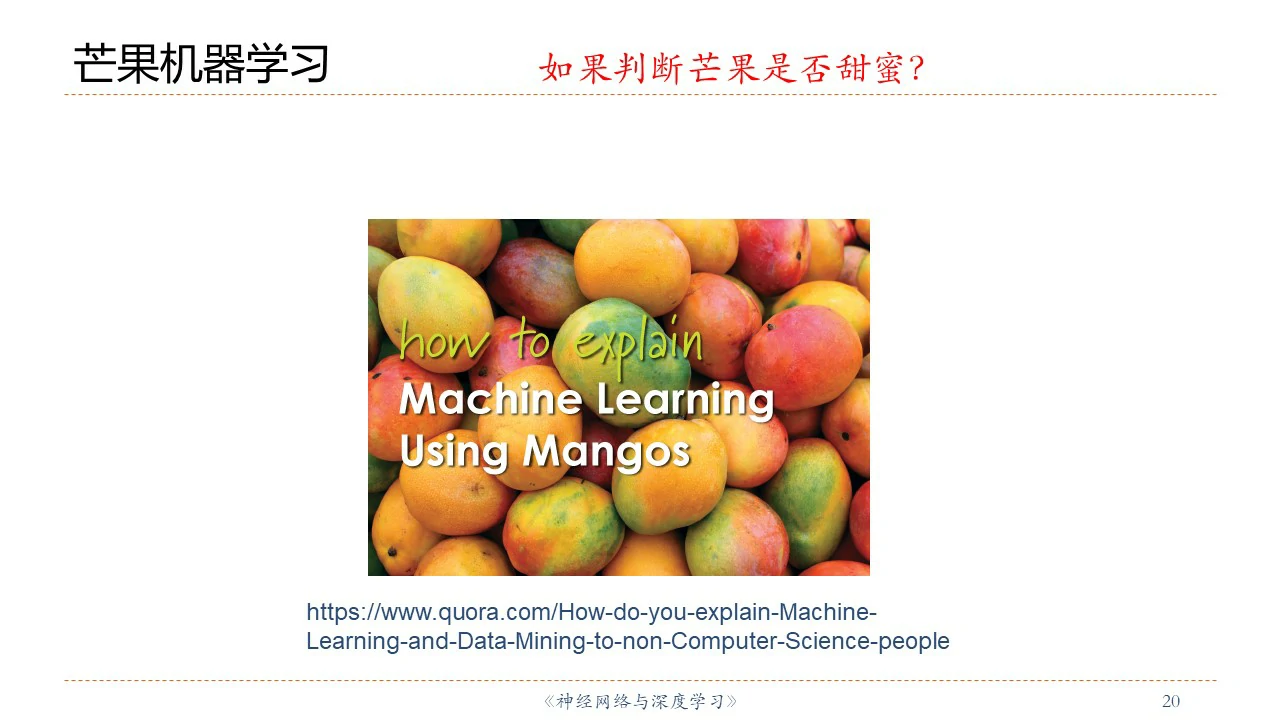 芒果机器学习
如果判断芒果是否甜蜜?
how to explain
Machine Learning
Using Mangos
https://www.quora.com/How-do-you-explain-Machine-
Learning-and-Data-Mining-to-non-Computer-Science-people
《神经网络与深度学习》
20